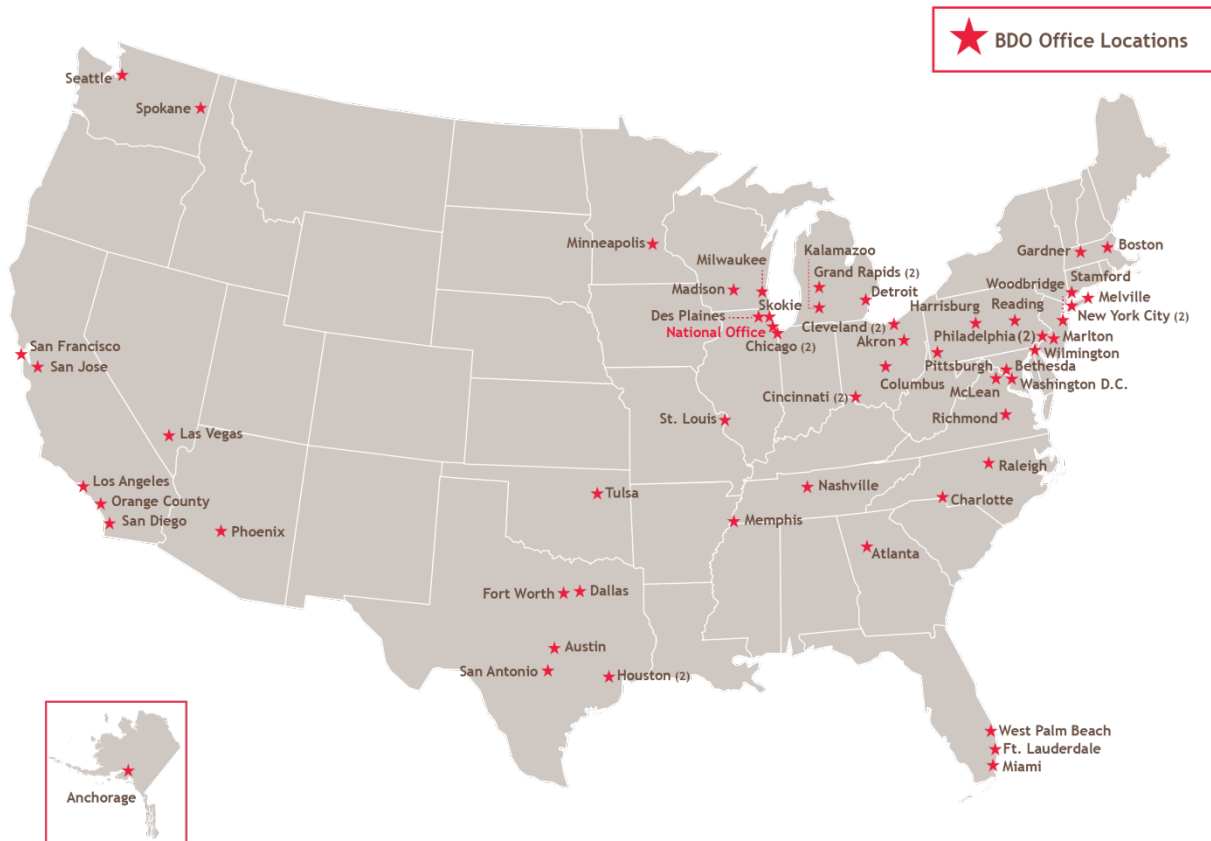 BDO Office Locations
Seattle
Spokane
Minneapolis
Milwaukee
Kalamazoo
Grand Rapids (2)
Detroit
Madison
Skokie
Des Plaines
National Office
Chicago (2)
Cleveland (2)
Akron
Harrisburg
Reading
Woodbridge
Stamford
Gardner
Boston
Melville
New York City (2)
Philadelphia (2)
Marlton
Wilmington
Pittsburgh
Bethesda
McLean
Washington D.C.
Columbus
Cincinnati (2)
Richmond
St. Louis
San Francisco
San Jose
Las Vegas
Los Angeles
Orange County
San Diego
Phoenix
Tulsa
Nashville
Memphis
Raleigh
Charlotte
Atlanta
Fort Worth
Dallas
Austin
San Antonio
Houston (2)
West Palm Beach
Ft. Lauderdale
Miami
Anchorage